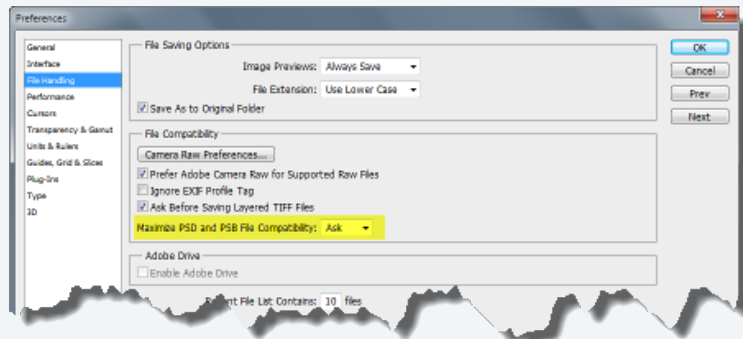 Preferences
General
Interface
File Handling
Performance
Cursors
Transparency & Gamut
Units & Rulers
Guides, Grid & Slices
Plug-Ins
Type
3D
File Saving Options
Image Previews: Always Save
File Extension: Use Lower Case
Save As to Original Folder
File Compatibility
Camera Raw Preferences...
Prefer Adobe Camera Raw for Supported Raw Files
Ignore EXIF Profile Tag
Ask Before Saving Layered TIFF Files
Maximize PSD and PSB File Compatibility: Ask
Adobe Drive
Enable Adobe Drive
Recent File List Contains: 10 files
OK
Cancel
Prev
Next